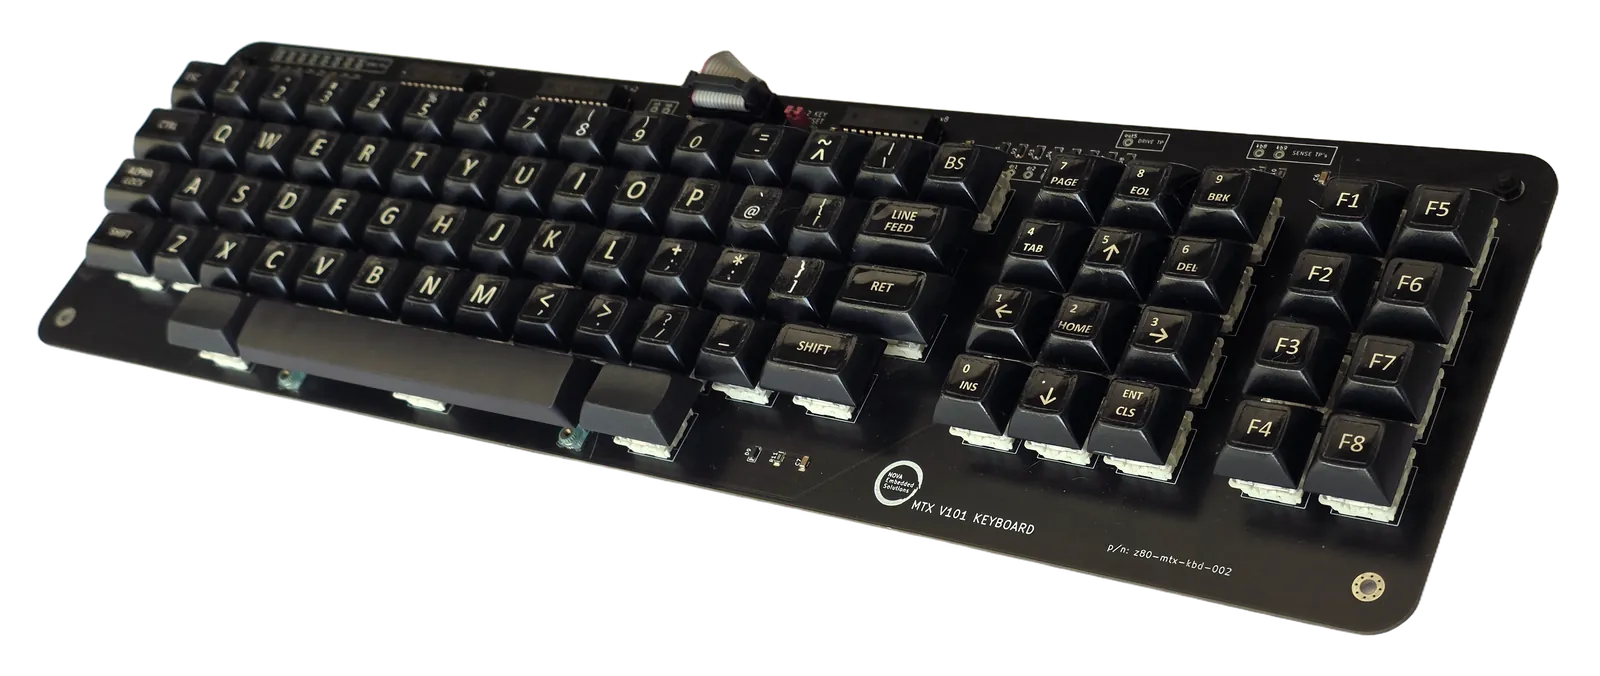 ESC ! 1 " 2 # 3 $ 4 % 5 & 6 ' 7 ( 8 ) 9 0 = - ~ ^ | \ BS
CTRL Q W E R T Y U I O P ` @ { [ LINE FEED
ALPHA LOCK A S D F G H J K L + ; * : } ] RET
SHIFT Z X C V B N M < , > . ? / _ SHIFT
7 PAGE 8 EOL 9 BRK
4 TAB 5 ↑ 6 DEL
1 ← 2 HOME 3 →
0 INS . ↓ ENT CLS
F1 F5
F2 F6
F3 F7
F4 F8
out5 DRIVE TP
kb8 kb9 SENSE TP's
NOVA
Embedded
Solutions
MTX V101 KEYBOARD
p/n: z80-mtx-kbd-002